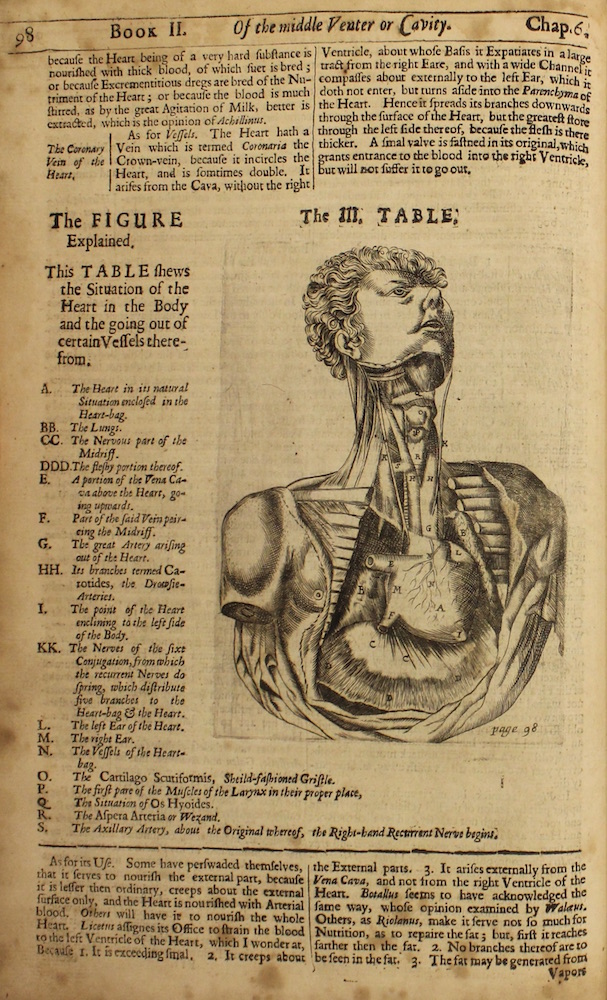 98 BOOK II. Of the middle Venter or Cavity. Chap.6.
because the Heart being of a very hard ſubſtance is
nouriſhed with thick blood, of which ſuet is bred ;
or becauſe Excrementitious dregs are bred of the Nu-
triment of the Heart ; or becauſe the blood is much
ſtirred, as by the great Agitation of Milk, better is
extracted, which is the opinion of Achillinus.
The Coronary
Vein of the
Heart,
As for Veſſels. The Heart hath a
Vein which is termed Coronaria the
Crown-vein, becauſe it incircles the
Heart, and is ſomtimes double. It
ariſes from the Cava, without the right
Ventricle, about whoſe Baſis it Expatiates in a large
tract from the right Eare, and with a wide Channel it
compaſſes about externally to the left Ear, which it
doth not enter, but turns aſide into the Parenchyma of
the Heart. Hence it ſpreads its branches downwards
through the ſurface of the Heart, but the greateſt ſtore
through the left ſide thereof, becauſe the fleſh is there
thicker. A ſmal valve is faſtned in its original, which
grants entrance to the blood into the right Ventricle,
but will not ſuffer it to go out.
The FIGURE
Explained.
This TABLE ſhews
the Situation of the
Heart in the Body
and the going out of
certain Veſſels there-
from.
A. The Heart in its natural
Situation encloſed in the
Heart-bag.
BB. The Lungs.
CC. The Nervous part of the
Midriff.
DDD. The fleſhy portion thereof.
E. A portion of the Vena Ca-
va above the Heart, go-
ing upwards.
F. Part of the ſaid Vein peir-
cing the Midriff.
G. The great Artery ariſing
out of the Heart.
HH. Its branches termed Ca-
rotides, the Drowſie-
Arteries.
I. The point of the Heart
enclining to the left ſide
of the Body.
KK. The Nerves of the ſixt
Conjugation, from which
the recurrent Nerves do
ſpring, which diſtribute
five branches to the
Heart-bag & the Heart.
L. The left Ear of the Heart.
M. The right Ear.
N. The Veſſels of the Heart-
bag.
O. The Cartilago Scutiformis, Sheild-faſhioned Griſtle.
P. The firſt pare of the Muſcles of the Larynx in their proper place,
Q. The Situation of Os Hyoides.
R. The Aſpera Arteria or Wezand.
S. The Axillary Artery, about the Original whereof, the Right-hand Recurrent Nerve begins.
The III. TABLE.
page 98
As for its Uſe. Some have perſwaded themſelves,
that it ſerves to nouriſh the external part, becauſe
it is leſſer then ordinary, creeps about the external
ſurface only, and the Heart is nouriſhed with Arterial
blood. Others will have it to nouriſh the whole
Heart. Licetus aſſignes its Office to ſtrain the blood
to the left Ventricle of the Heart, which I wonder at,
Becauſe 1. It is exceeding ſmal. 2. It creeps about
the External parts. 3. It ariſes externally from the
Vena Cava, and not from the right Ventricle of the
Heart. Botallus ſeems to have acknowledged the
ſame way, whoſe opinion examined by Walæus.
Others, as Riolanus, make it ſerve not ſo much for
Nutrition, as to repaire the fat ; but, firſt it reaches
farther then the fat. 2. No branches thereof are to
be ſeen in the fat. 3. The fat may be generated from
Vapors